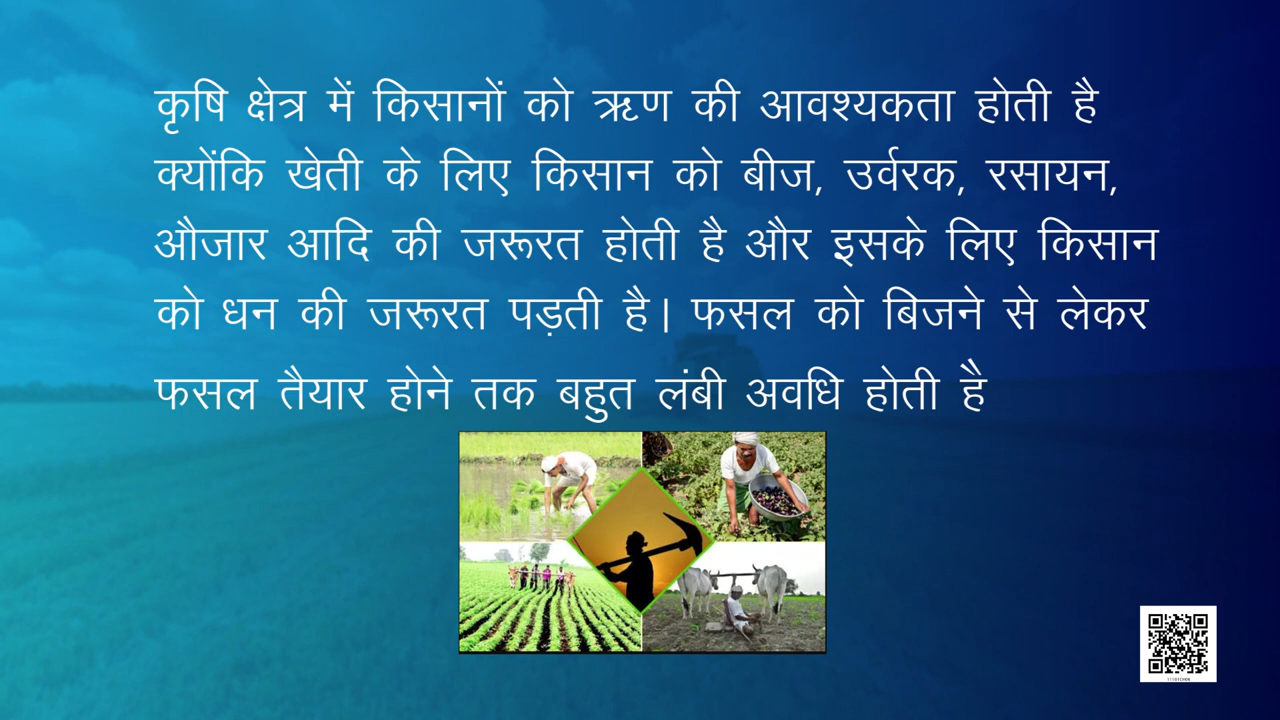 कृषि क्षेत्र में किसानों को ऋण की आवश्यकता होती है
क्योंकि खेती के लिए किसान को बीज, उर्वरक, रसायन,
औजार आदि की जरूरत होती है और इसके लिए किसान
को धन की जरूरत पड़ती है। फसल को बिजने से लेकर
फसल तैयार होने तक बहुत लंबी अवधि होती है